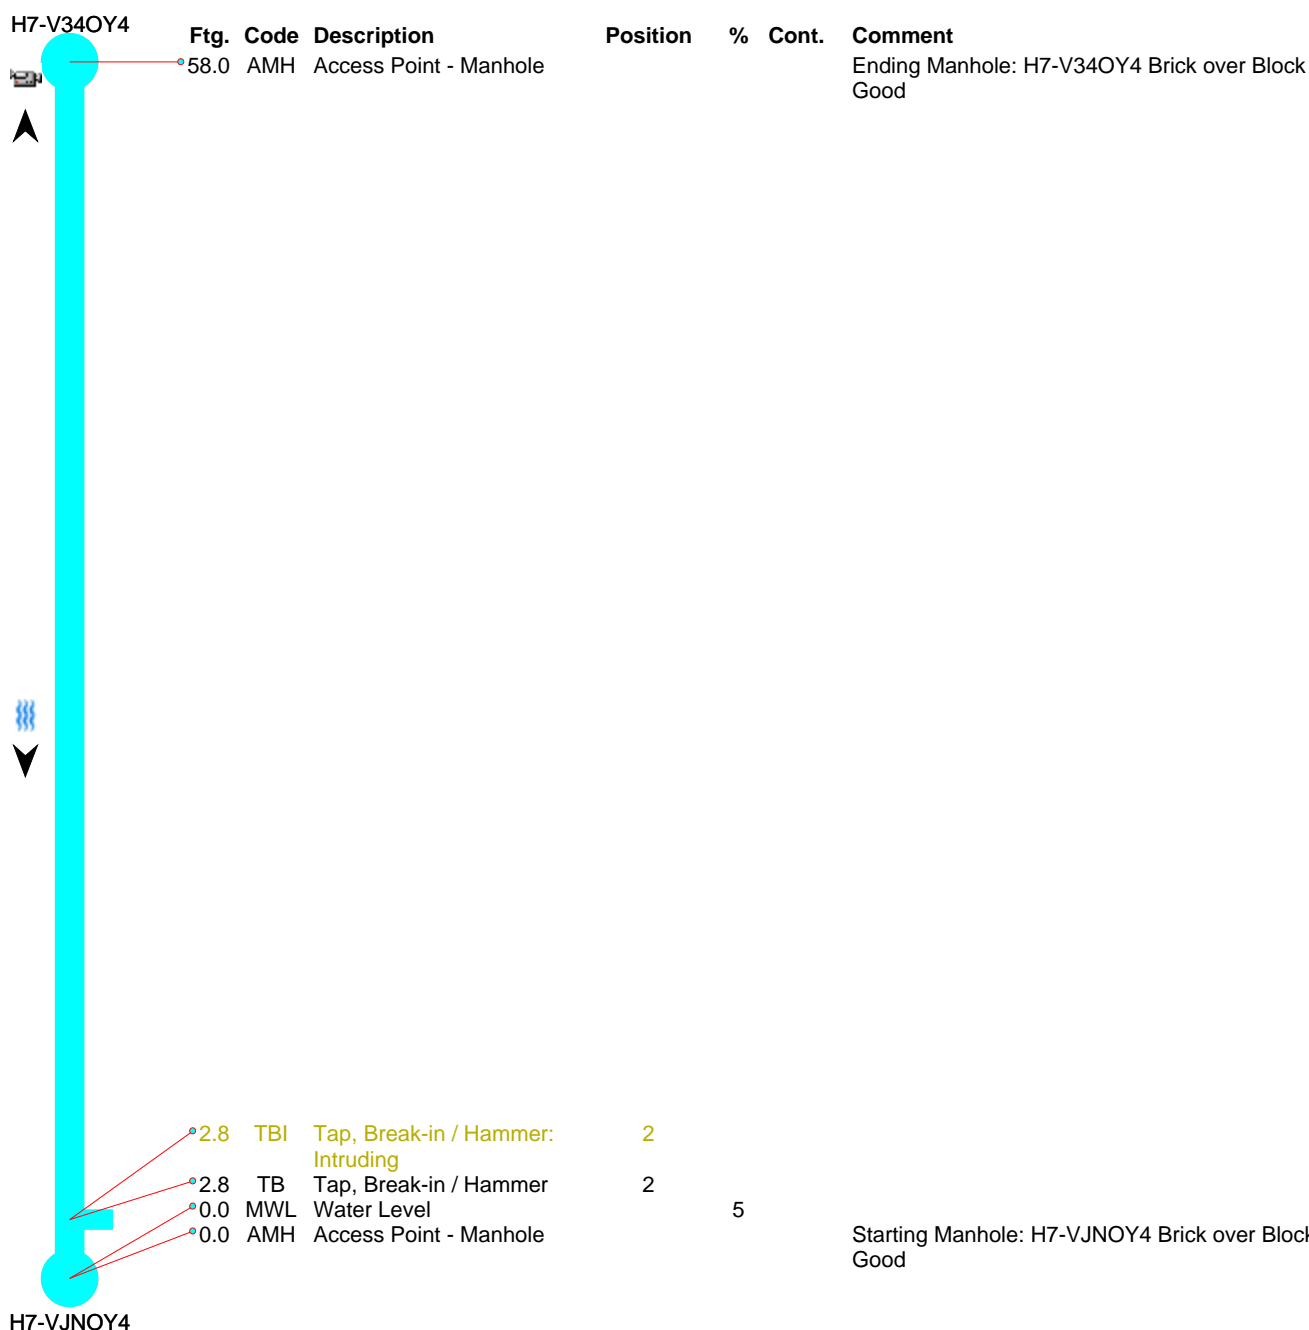 H7-V34OY4
Ftg. Code Description Position % Cont. Comment
58.0 AMH Access Point - Manhole Ending Manhole: H7-V34OY4 Brick over Block
Good
2.8 TBI Tap, Break-in / Hammer: 2
Intruding
2.8 TB Tap, Break-in / Hammer 2
0.0 MWL Water Level 5
0.0 AMH Access Point - Manhole Starting Manhole: H7-VJNOY4 Brick over Block
Good
H7-VJNOY4